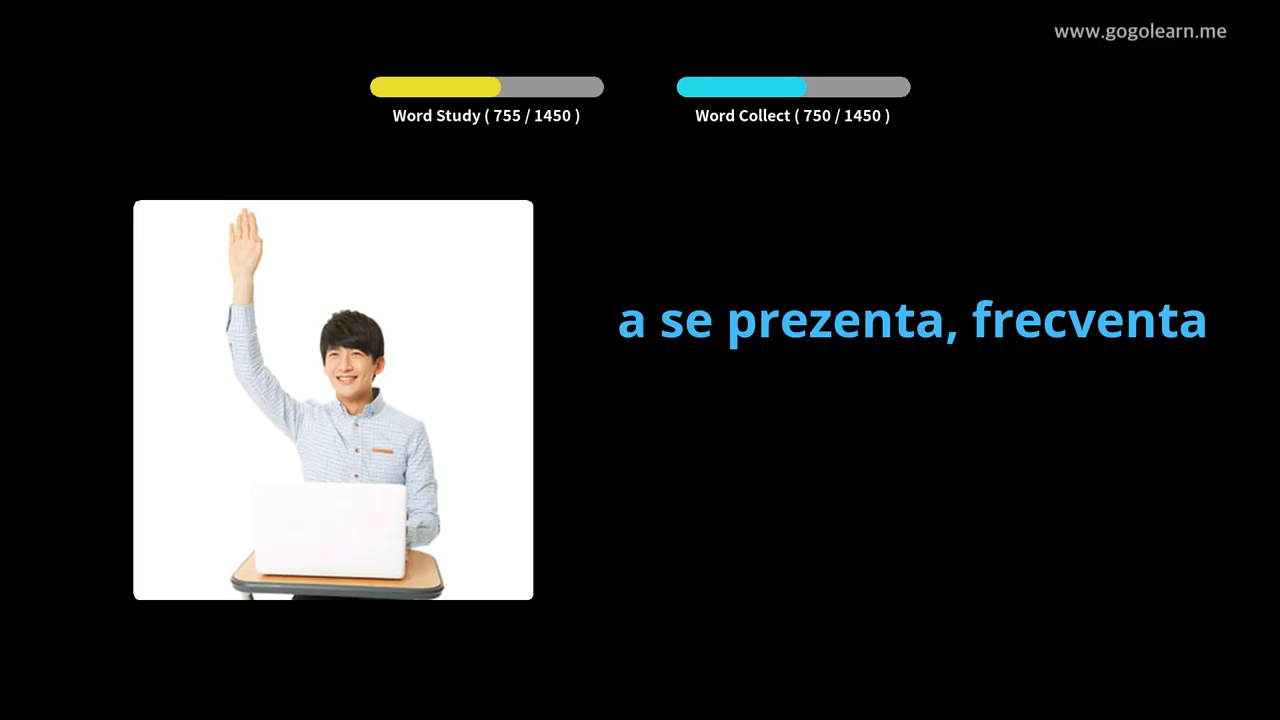 www.gogolearn.me
Word Study ( 755 / 1450 )
Word Collect ( 750 / 1450 )
a se prezenta, frecventa